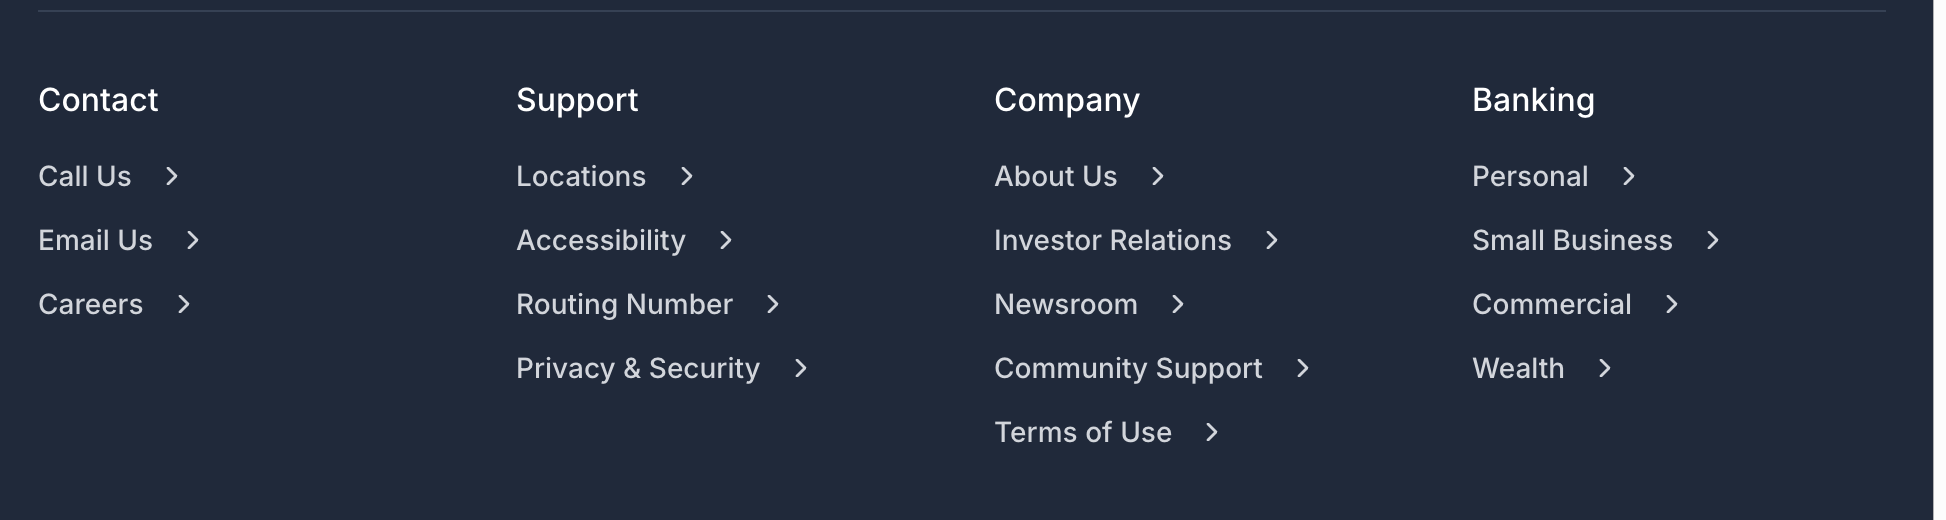 Contact
Call Us
Email Us
Careers
Support
Locations
Accessibility
Routing Number
Privacy & Security
Company
About Us
Investor Relations
Newsroom
Community Support
Terms of Use
Banking
Personal
Small Business
Commercial
Wealth